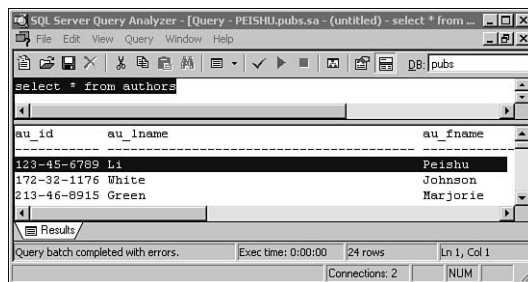 SQL Server Query Analyzer - [Query - PEISHU.pubs.sa - (untitled) - select * from ...
File Edit View Query Window Help
DB: pubs
select * from authors
au_id au_lname au_fname
123-45-6789 Li Peishu
172-32-1176 White Johnson
213-46-8915 Green Marjorie
Results
Query batch completed with errors. Exec time: 0:00:00 24 rows Ln 1, Col 1
Connections: 2 NUM